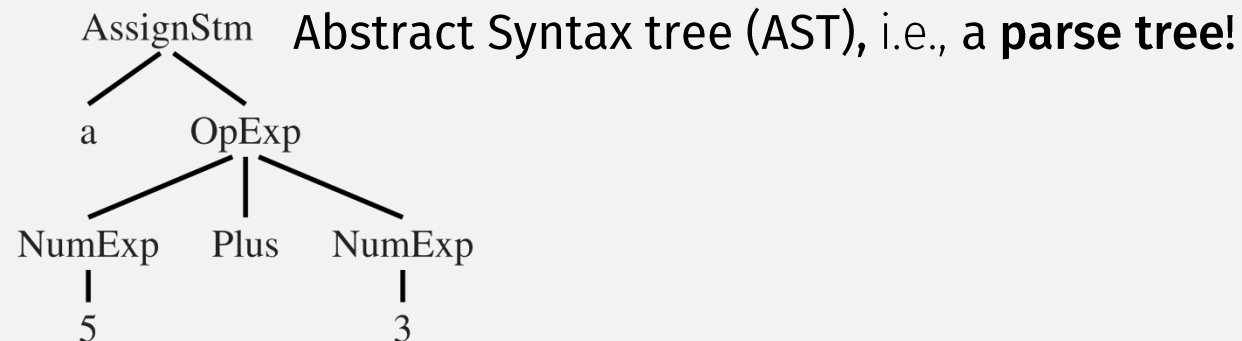 AssignStm Abstract Syntax tree (AST), i.e., a parse tree!
a OpExp
NumExp Plus NumExp
5 3